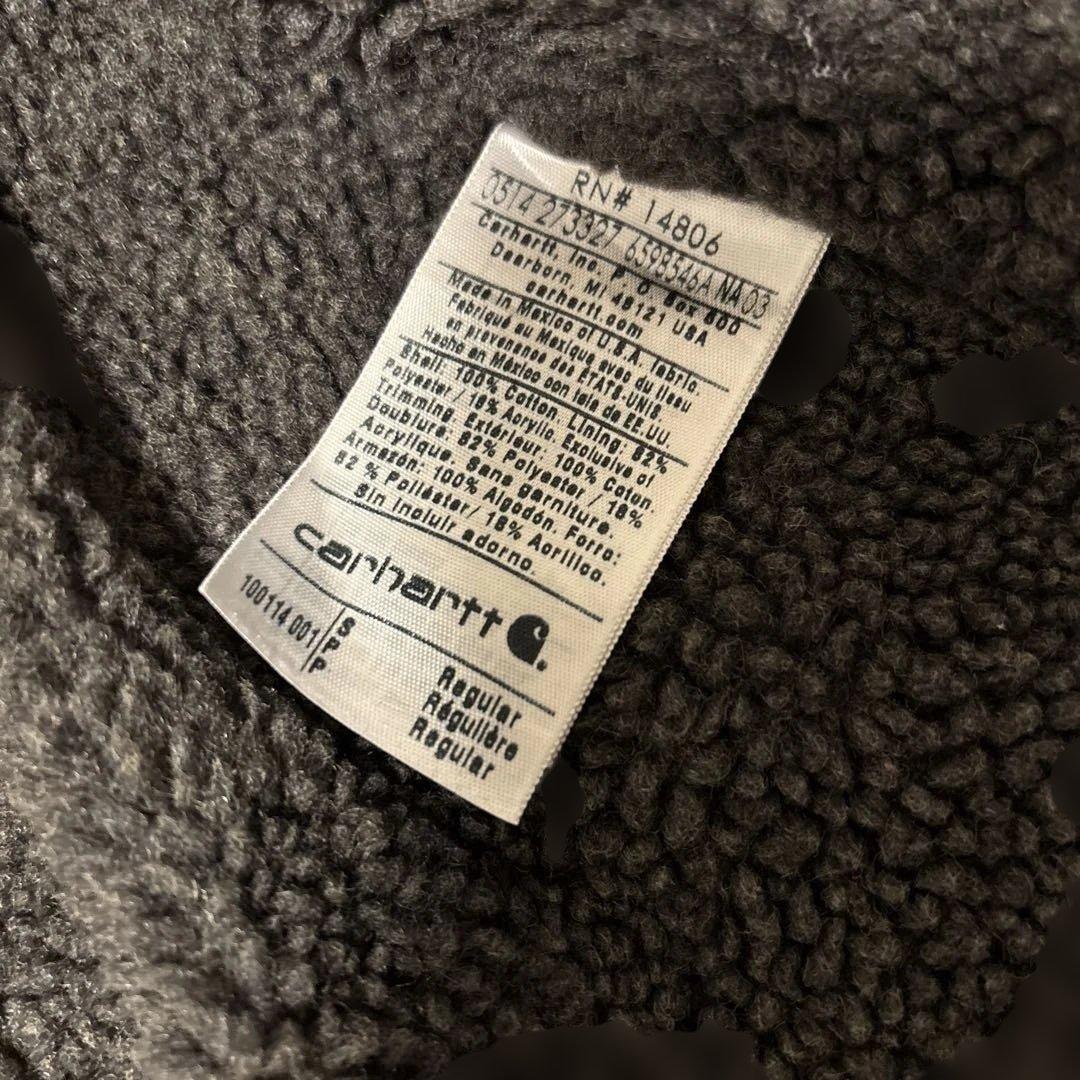 RN# 14806
0514 273327 6598546A NA 03
Carhartt, Inc. P.O. Box 600
Dearborn, MI 48121 USA
carhartt.com
Made in Mexico of U.S.A. fabric
Fabriqué au Mexique avec du tissu
en provenence des ÉTATS-UNIS.
Hecho en México con tela de EE.UU.
Shell: 100% Cotton. Lining: 82%
Polyester / 18% Acrylic. Exclusive of
Trimming. Extérieur: 100% Coton.
Doublure: 82% Polyester / 18%
Acrylique. Sans garniture.
Armazón: 100% Algodón. Forro:
82 % Poliéster/ 18% Acrílico.
Sin incluir adorno.
carhartt
100114 001 S Regular
P Régulière
P Regular